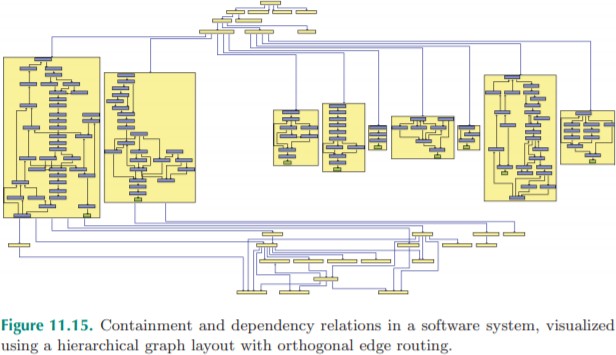 Figure 11.15. Containment and dependency relations in a software system, visualized
using a hierarchical graph layout with orthogonal edge routing.